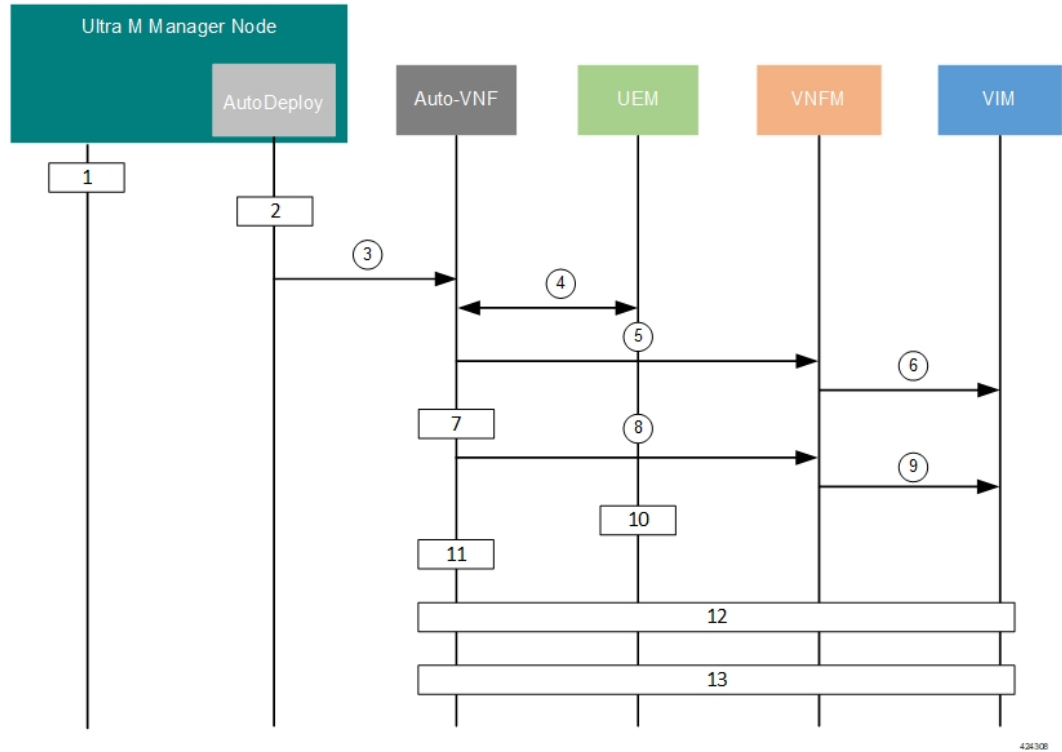 Ultra M Manager Node
AutoDeploy
Auto-VNF
UEM
VNFM
VIM
1
2
3
4
5
6
7
8
9
10
11
12
13
424308